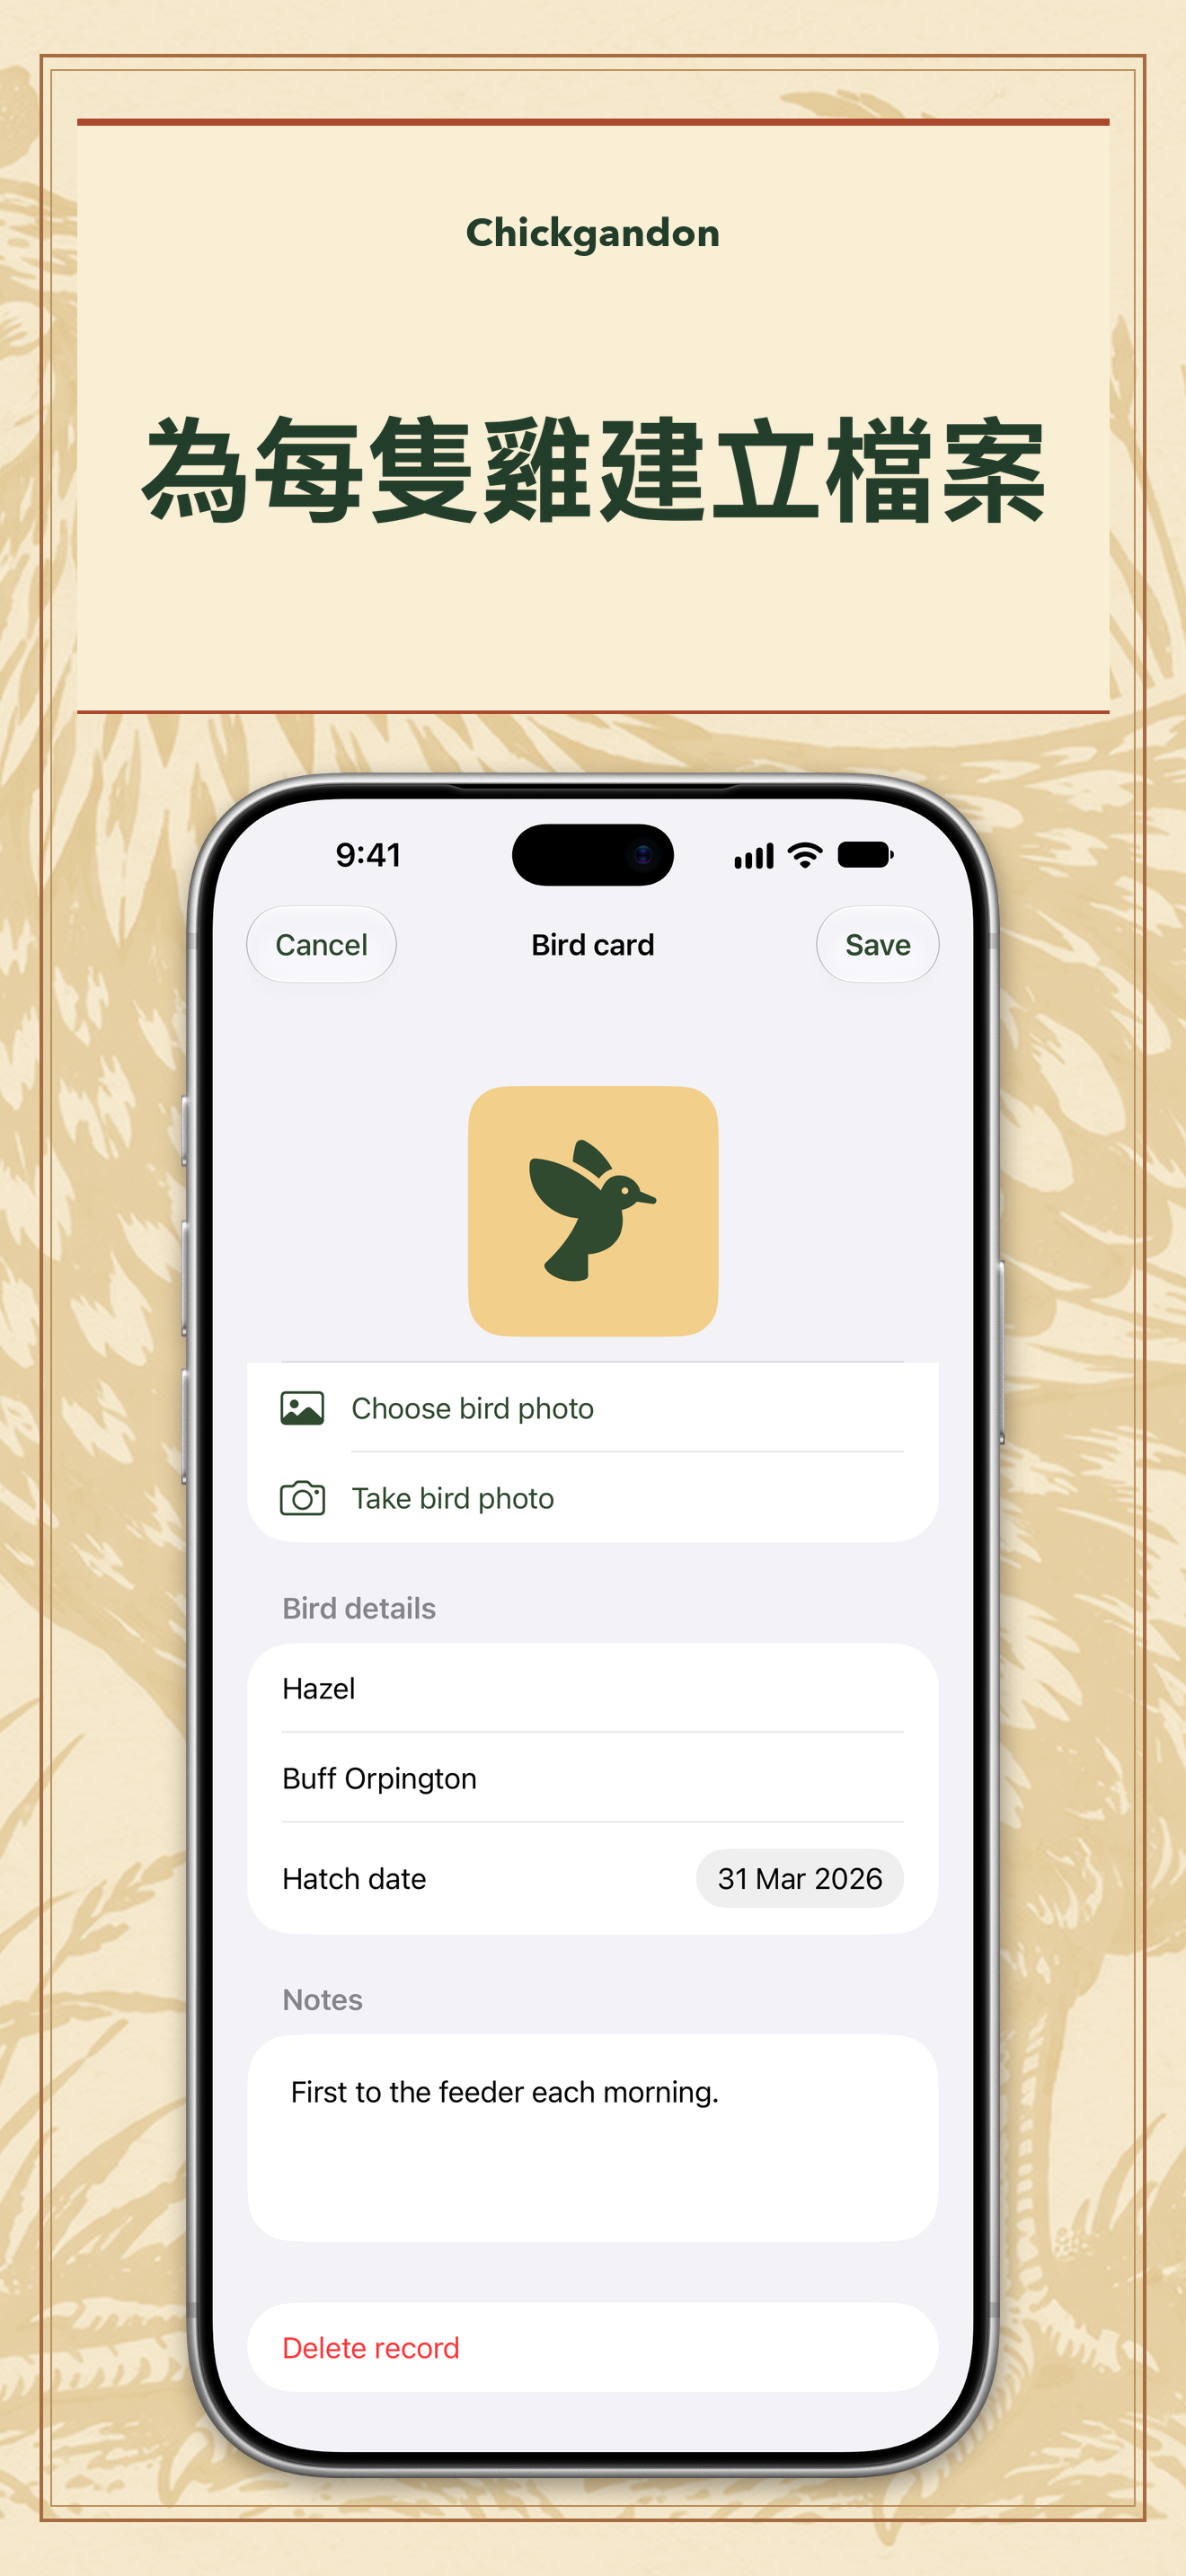 Chickgandon
為每隻雞建立檔案
9:41
Cancel
Bird card
Save
Choose bird photo
Take bird photo
Bird details
Hazel
Buff Orpington
Hatch date
31 Mar 2026
Notes
First to the feeder each morning.
Delete record